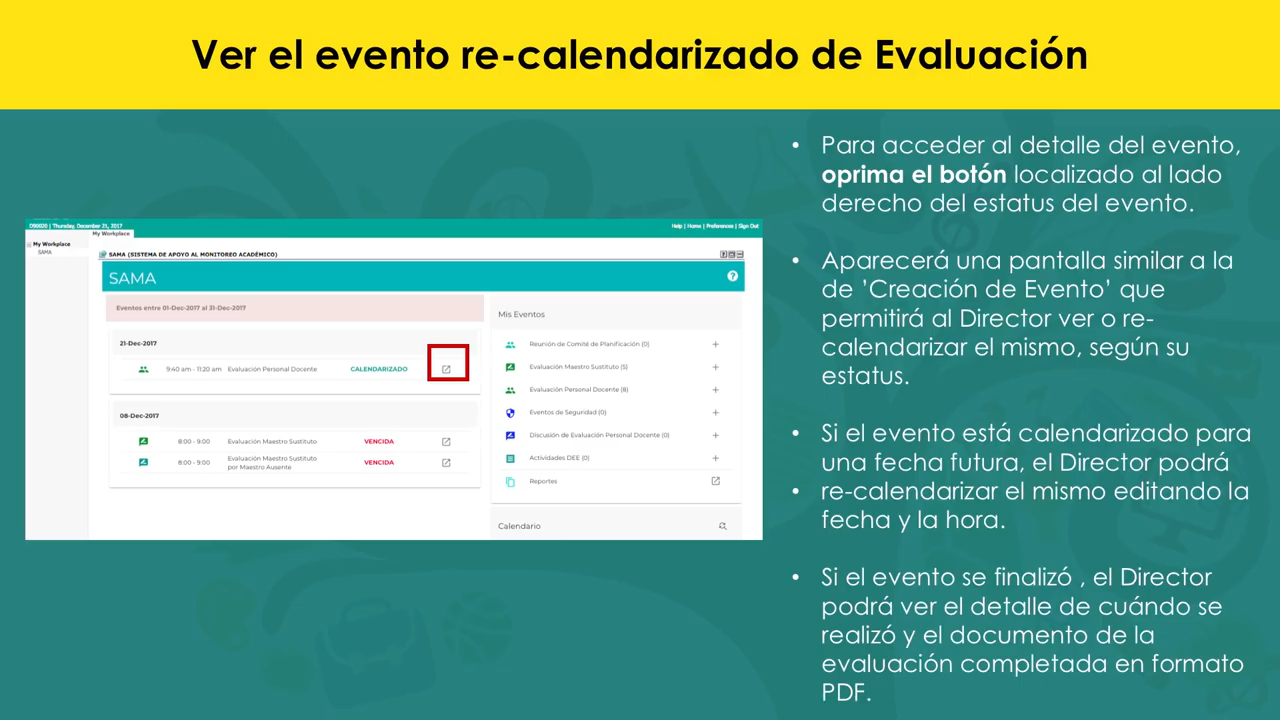 Ver el evento re-calendarizado de Evaluación
D90020 | Thursday, December 21, 2017
Help | Home | Preferences | Sign Out
My Workplace
My Workplace
SAMA
SAMA (SISTEMA DE APOYO AL MONITOREO ACADÉMICO)
SAMA
Eventos entre 01-Dec-2017 al 31-Dec-2017
21-Dec-2017
9:40 am - 11:20 am Evaluación Personal Docente CALENDARIZADO
08-Dec-2017
8:00 - 9:00 Evaluación Maestro Sustituto VENCIDA
8:00 - 9:00 Evaluación Maestro Sustituto por Maestro Ausente VENCIDA
Mis Eventos
Reunión de Comité de Planificación (0) +
Evaluación Maestro Sustituto (5) +
Evaluación Personal Docente (8) +
Eventos de Seguridad (0) +
Discusión de Evaluación Personal Docente (0) +
Actividades DEE (0) +
Reportes
Calendario
• Para acceder al detalle del evento,
oprima el botón localizado al lado
derecho del estatus del evento.
• Aparecerá una pantalla similar a la
de ’Creación de Evento’ que
permitirá al Director ver o re-
calendarizar el mismo, según su
estatus.
• Si el evento está calendarizado para
una fecha futura, el Director podrá
• re-calendarizar el mismo editando la
fecha y la hora.
• Si el evento se finalizó , el Director
podrá ver el detalle de cuándo se
realizó y el documento de la
evaluación completada en formato
PDF.